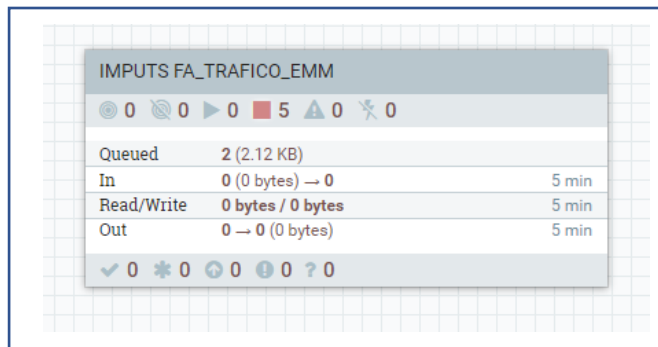 IMPUTS FA_TRAFICO_EMM
0 0 0 5 0 0
Queued 2 (2.12 KB)
In 0 (0 bytes) → 0 5 min
Read/Write 0 bytes / 0 bytes 5 min
Out 0 → 0 (0 bytes) 5 min
0 0 0 0 ? 0